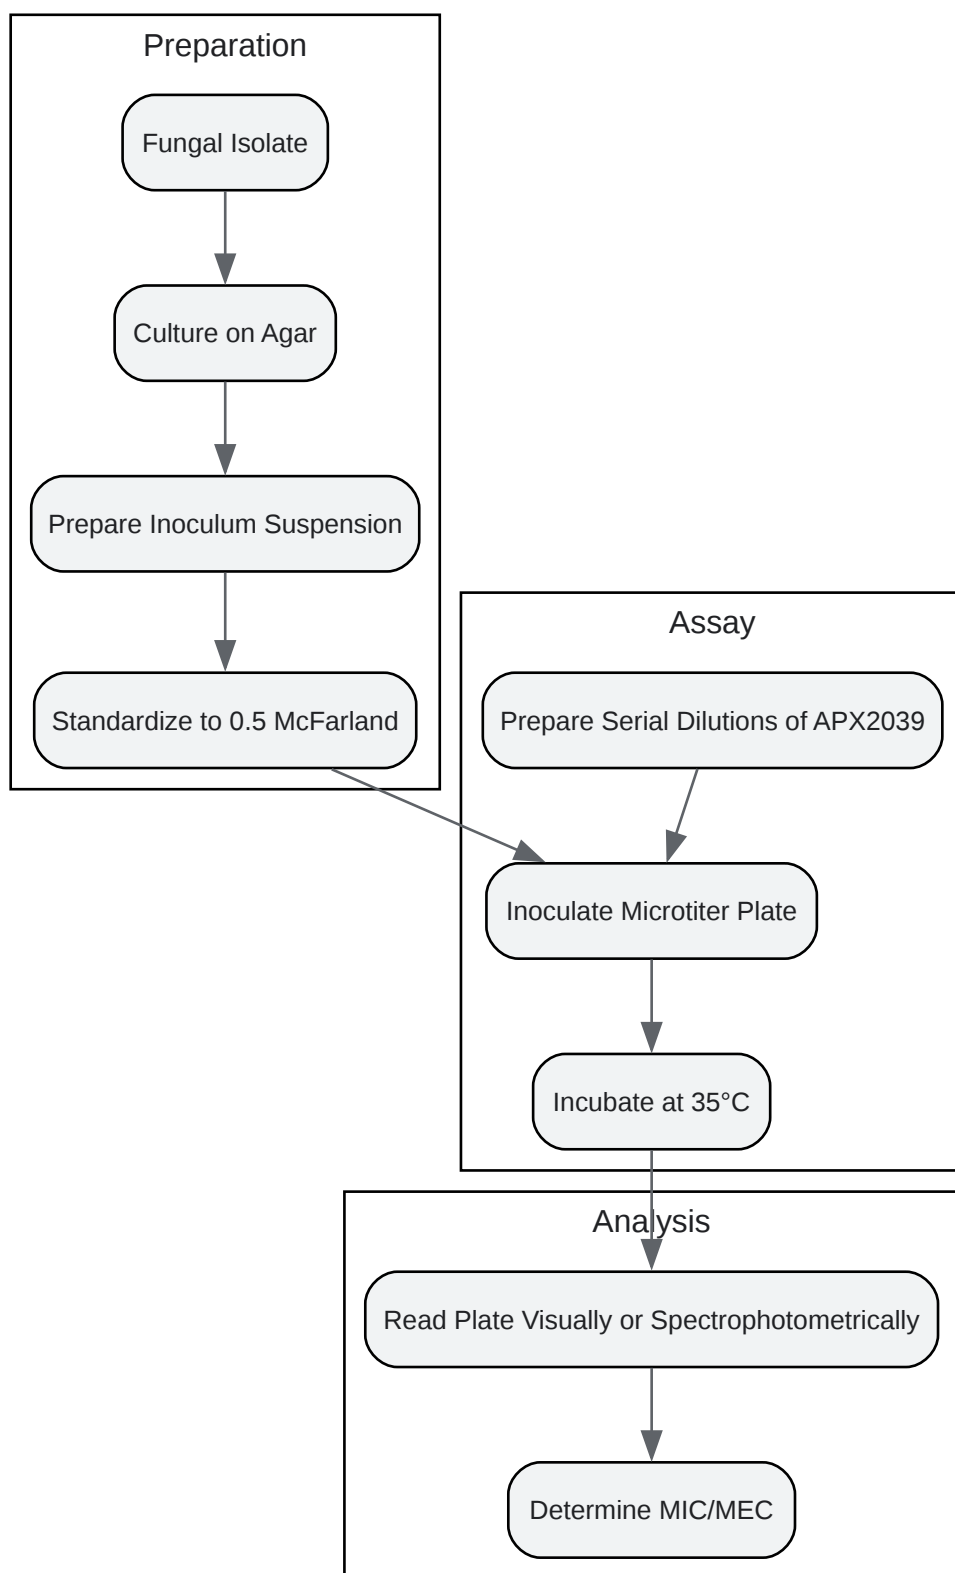 Preparation
Fungal Isolate
Culture on Agar
Prepare Inoculum Suspension
Standardize to 0.5 McFarland
Assay
Prepare Serial Dilutions of APX2039
Inoculate Microtiter Plate
Incubate at 35°C
Analysis
Read Plate Visually or Spectrophotometrically
Determine MIC/MEC